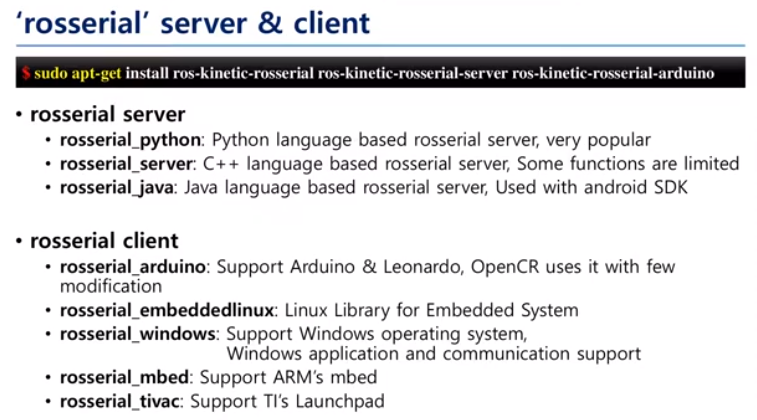 ‘rosserial’ server & client
$ sudo apt-get install ros-kinetic-rosserial ros-kinetic-rosserial-server ros-kinetic-rosserial-arduino
• rosserial server
• rosserial_python: Python language based rosserial server, very popular
• rosserial_server: C++ language based rosserial server, Some functions are limited
• rosserial_java: Java language based rosserial server, Used with android SDK
• rosserial client
• rosserial_arduino: Support Arduino & Leonardo, OpenCR uses it with few
modification
• rosserial_embeddedlinux: Linux Library for Embedded System
• rosserial_windows: Support Windows operating system,
Windows application and communication support
• rosserial_mbed: Support ARM’s mbed
• rosserial_tivac: Support TI’s Launchpad